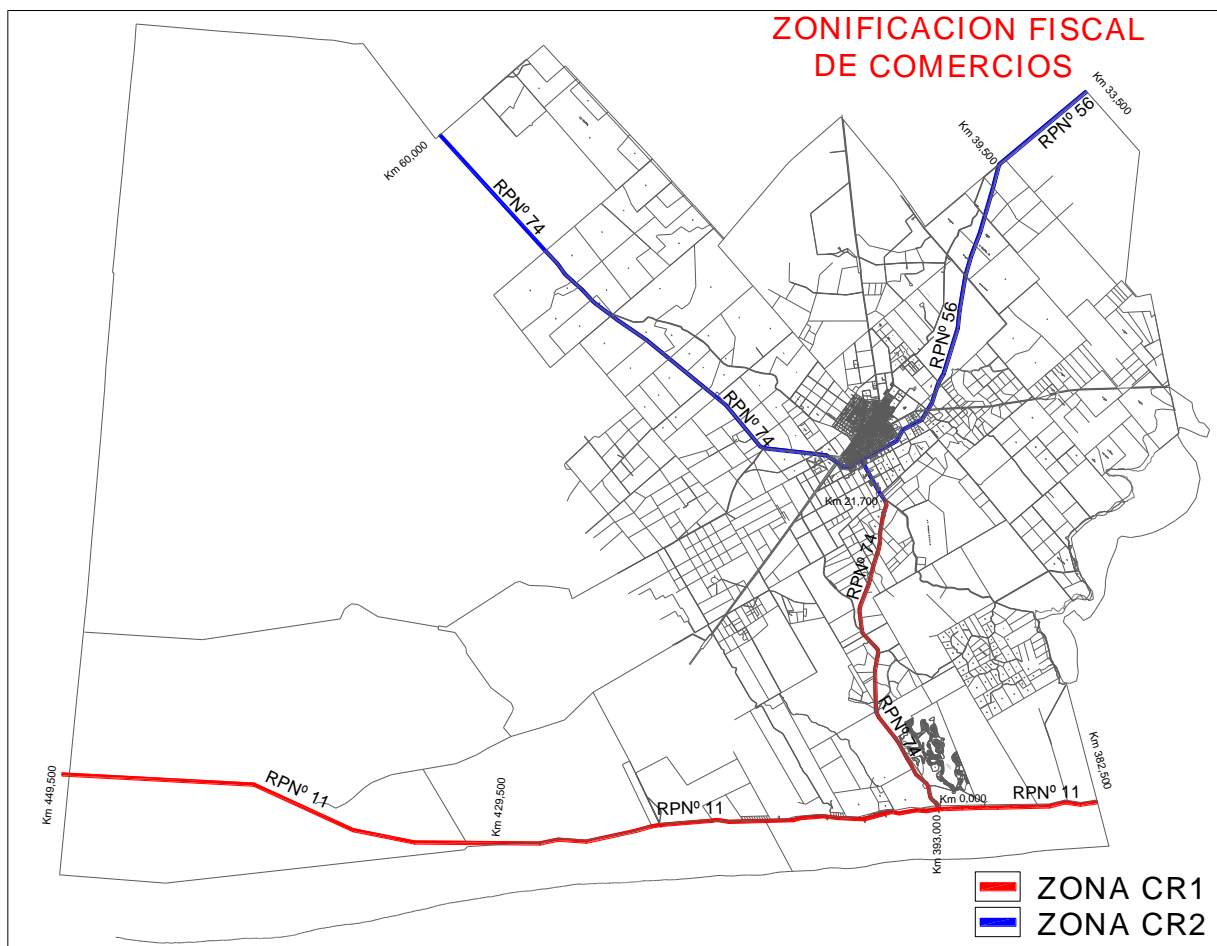 ZONIFICACION FISCAL
DE COMERCIOS
Km 33,500
RPNº 56
Km 39,500
Km 60,000
RPNº 74
RPNº 56
RPNº 74
Km 21,700
RPNº 74
RPNº 74
Km 449,500
RPNº 11
Km 429,500
RPNº 11
Km 0,000
RPNº 11
Km 382,500
Km 393,000
ZONA CR1
ZONA CR2